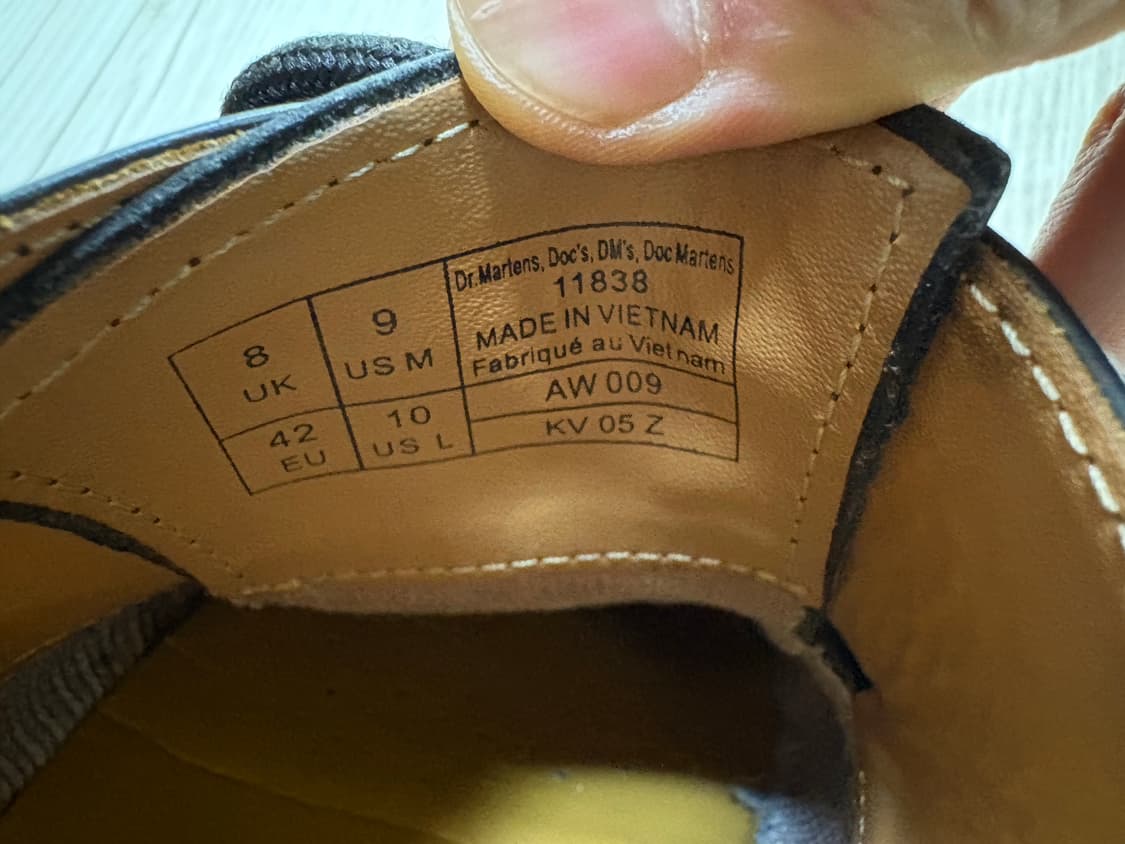 8
UK
9
US M
42
EU
10
US L
Dr.Martens, Doc's, DM's, Doc Martens
11838
MADE IN VIETNAM
Fabriqué au Vietnam
AW 009
KV 05 Z